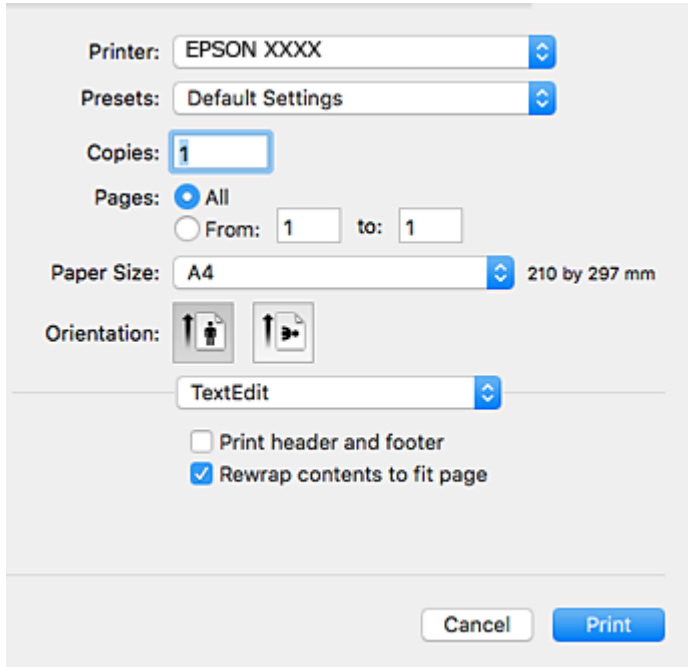 Printer: EPSON XXXX
Presets: Default Settings
Copies: 1
Pages: All
From: 1 to: 1
Paper Size: A4 210 by 297 mm
Orientation:
TextEdit
Print header and footer
Rewrap contents to fit page
Cancel Print